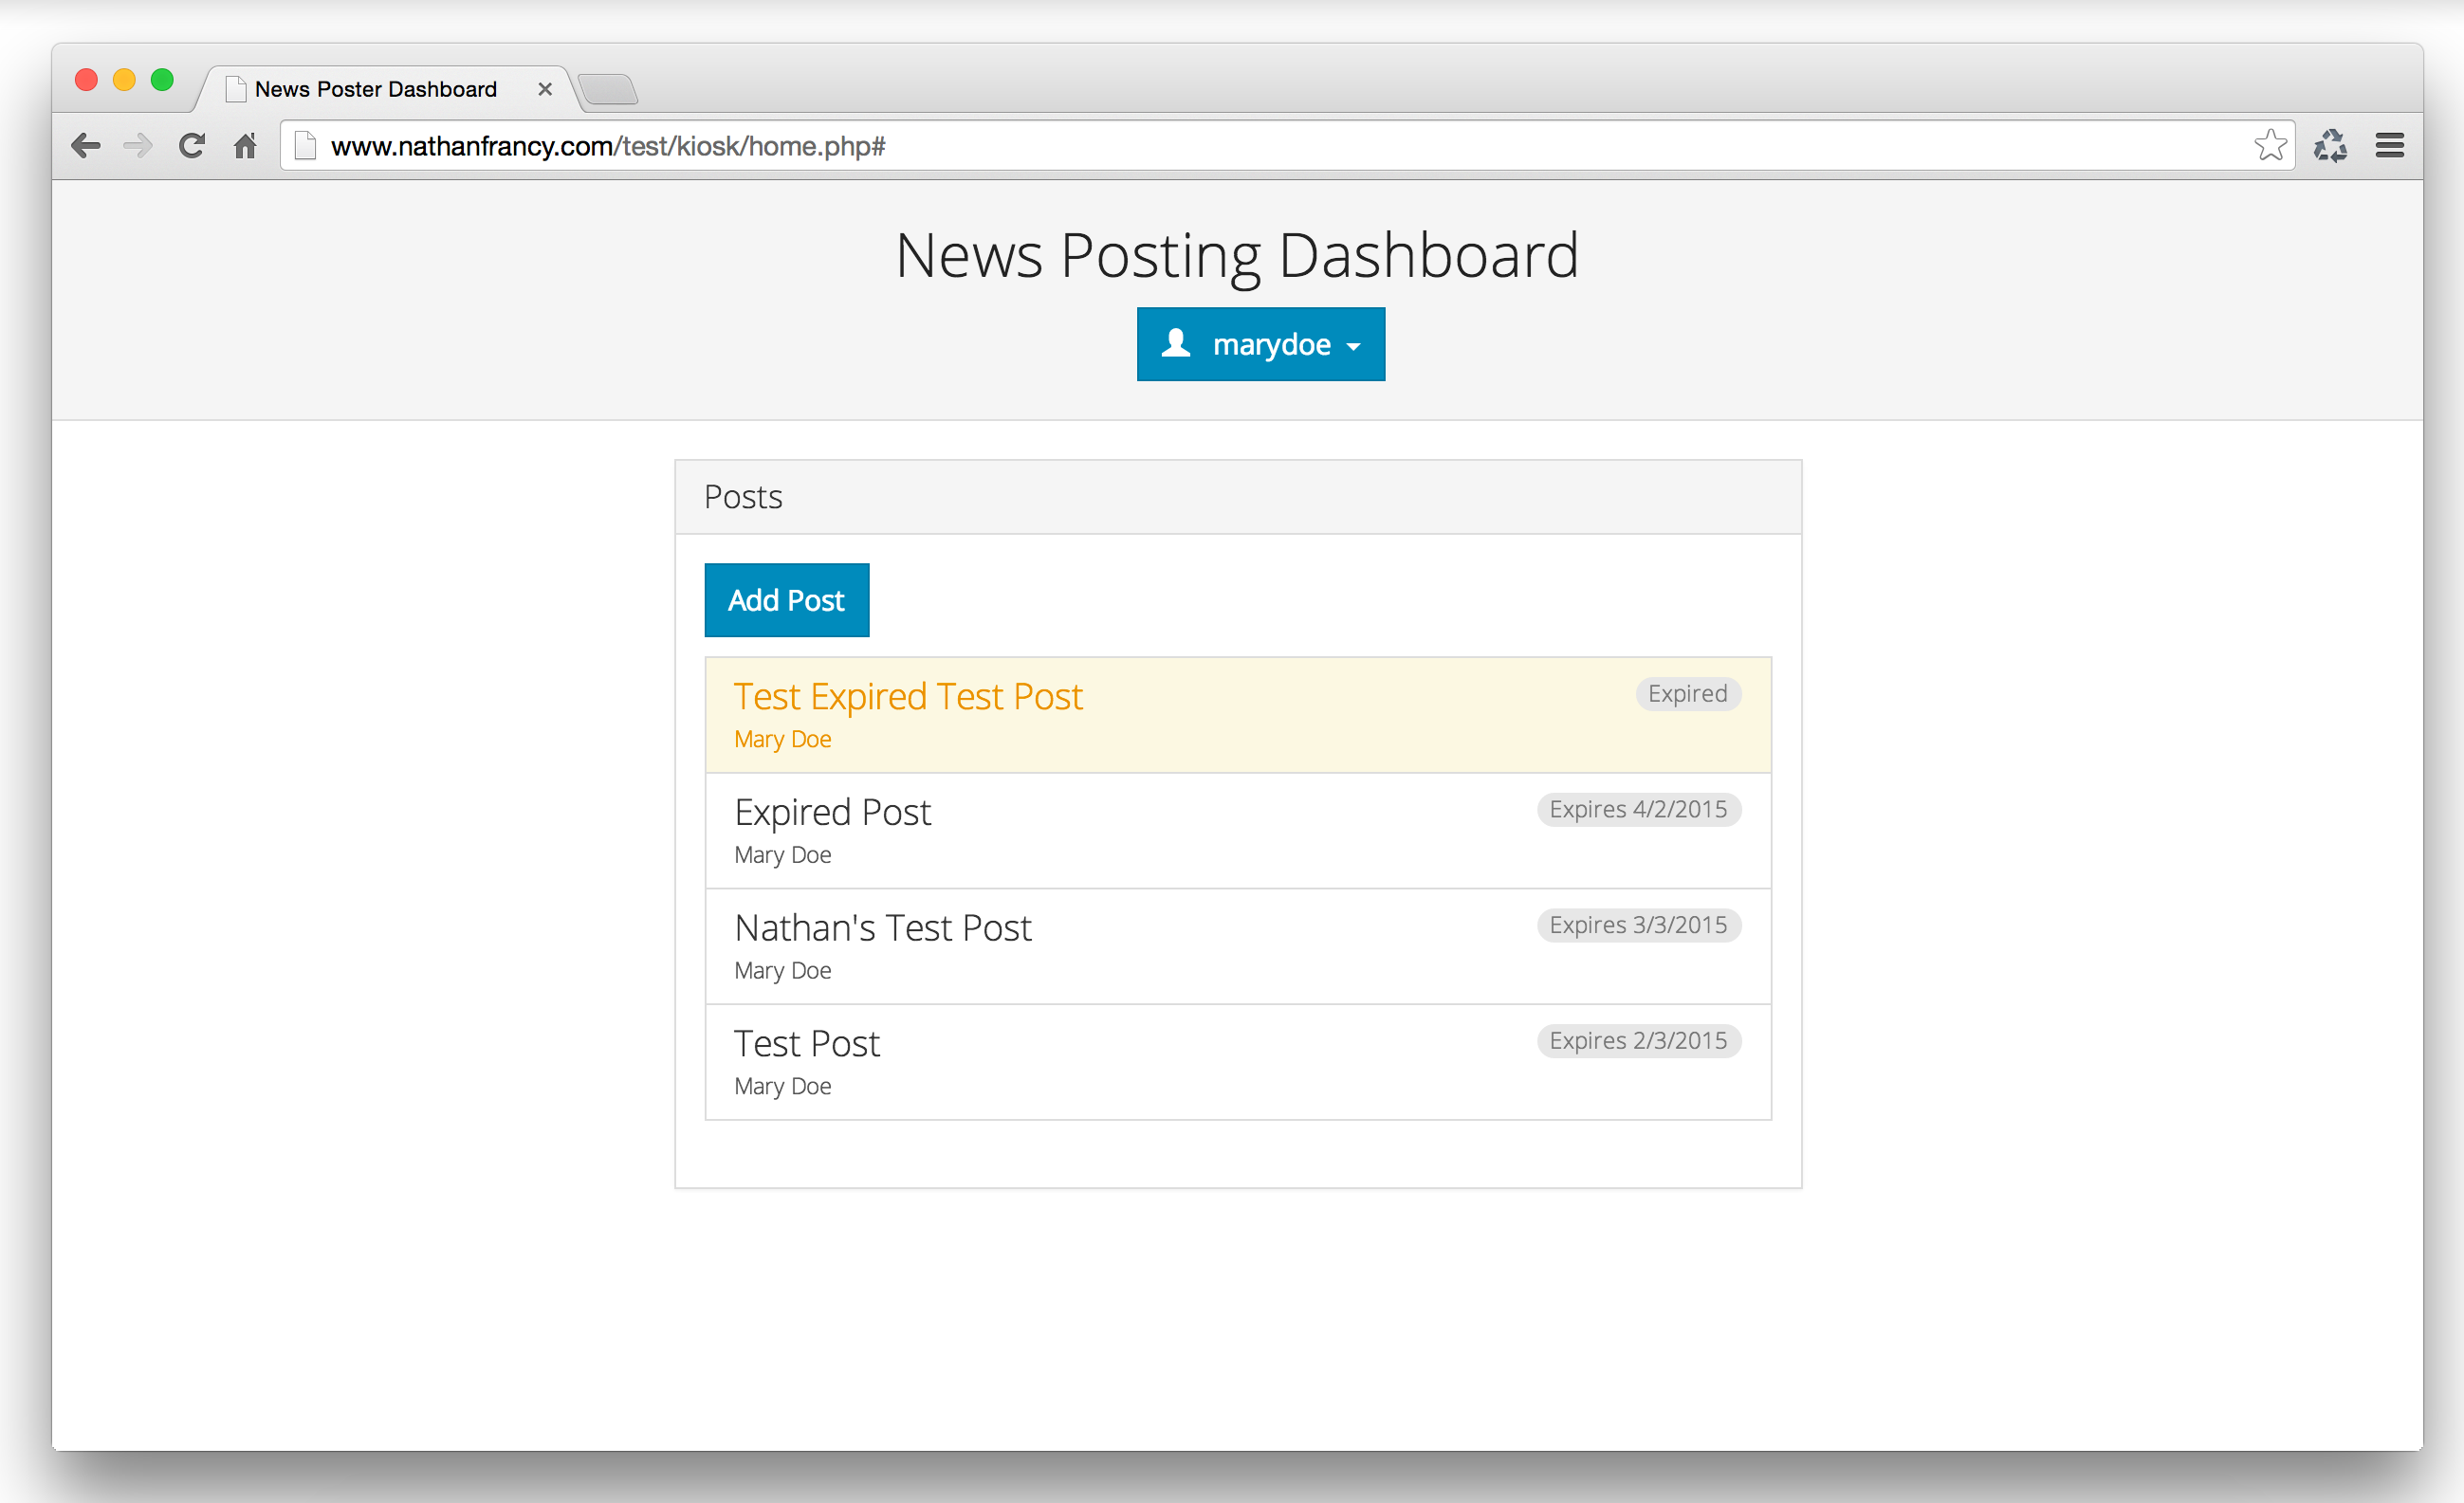 News Poster Dashboard
www.nathanfrancy.com/test/kiosk/home.php#
News Posting Dashboard
marydoe
Posts
Add Post
Test Expired Test Post
Expired
Mary Doe
Expired Post
Expires 4/2/2015
Mary Doe
Nathan's Test Post
Expires 3/3/2015
Mary Doe
Test Post
Expires 2/3/2015
Mary Doe